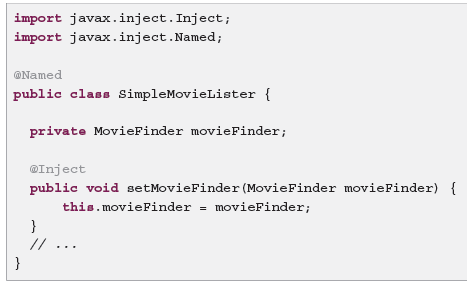 import javax.inject.Inject;
import javax.inject.Named;
@Named
public class SimpleMovieLister {
private MovieFinder movieFinder;
@Inject
public void setMovieFinder(MovieFinder movieFinder) {
this.movieFinder = movieFinder;
}
// ...
}